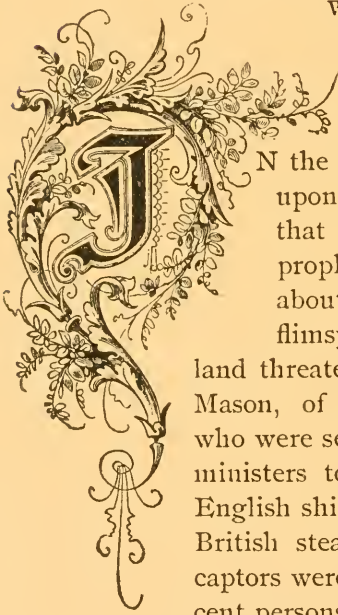 IN the
upon
that
proph
about
flimsy
land threate
Mason, of
who were se
ministers to
English shi
British stea
captors were
cent persons